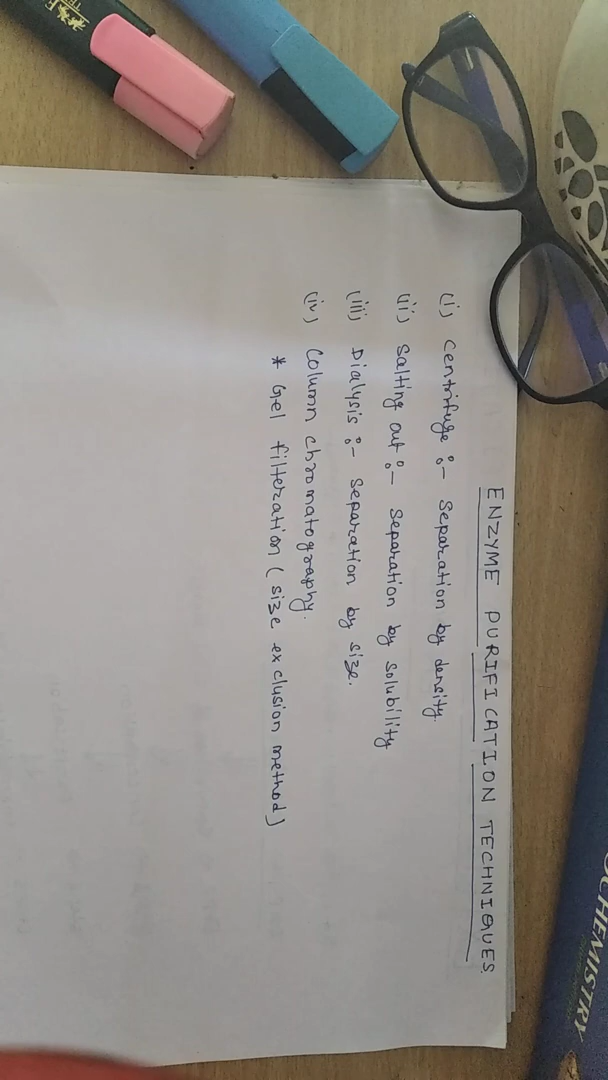 ENZYME PURIFICATION TECHNIQUES
(i) Centrifuge :- Separation by density.
(ii) Salting out :- Separation by solubility
(iii) Dialysis :- Separation by size.
(iv) Column chromatography.
* Gel filteration (size exclusion method)
CHEMISTRY